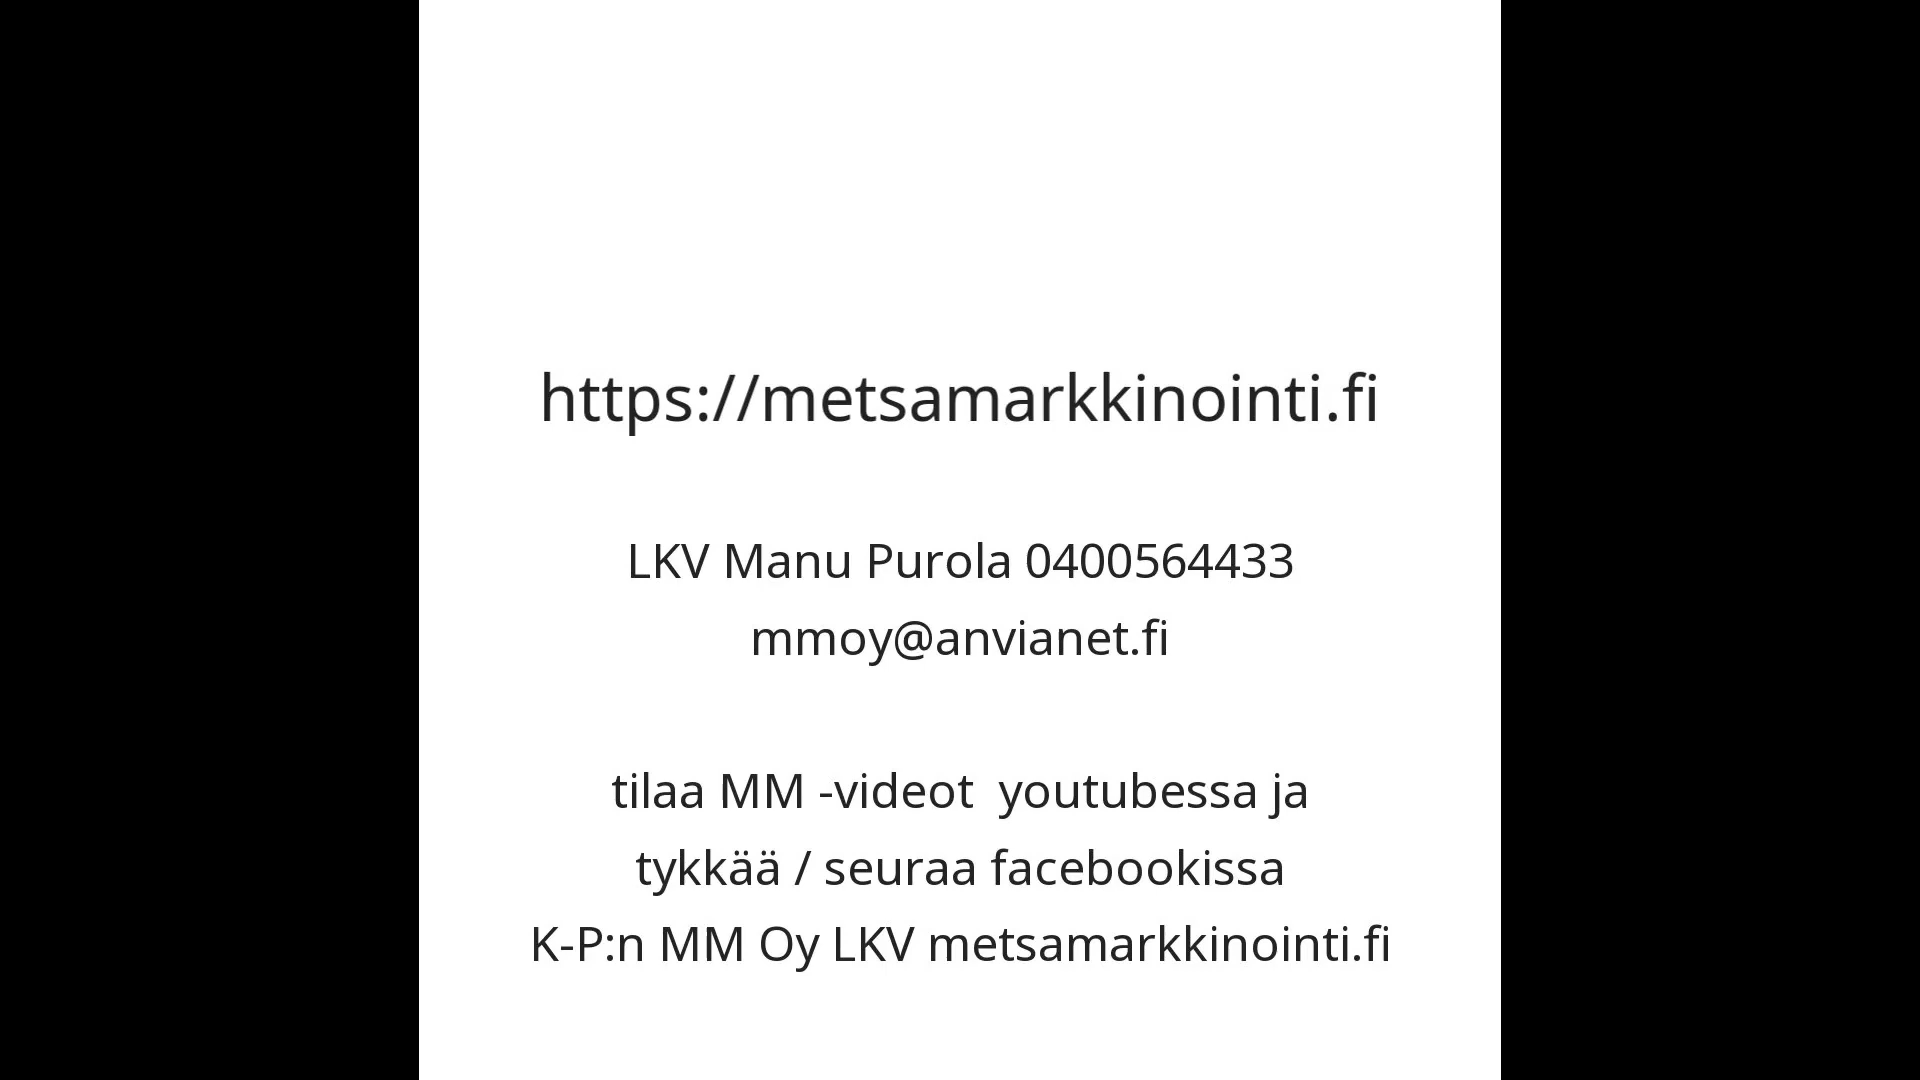 https://metsamarkkinointi.fi
LKV Manu Purola 0400564433
mmoy@anvianet.fi
tilaa MM -videot  youtubessa ja
tykkää / seuraa facebookissa
K-P:n MM Oy LKV metsamarkkinointi.fi